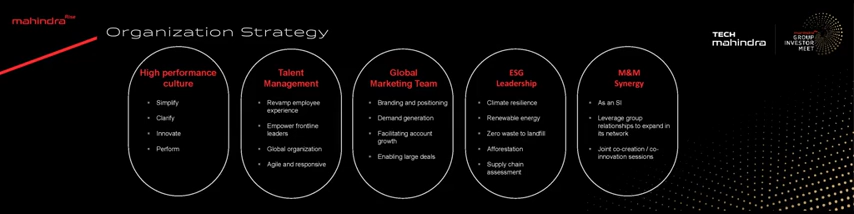 mahindra Rise
Organization Strategy
TECH
mahindra
mahindra
GROUP
INVESTOR
MEET
High performance
culture
Simplify
Clarify
Innovate
Perform
Talent
Management
Revamp employee
experience
Empower frontline
leaders
Global organization
Agile and responsive
Global
Marketing Team
Branding and positioning
Demand generation
Facilitating account
growth
Enabling large deals
ESG
Leadership
Climate resilience
Renewable energy
Zero waste to landfill
Afforestation
Supply chain
assessment
M&M
Synergy
As an SI
Leverage group
relationships to expand in
its network
Joint co-creation / co-
innovation sessions